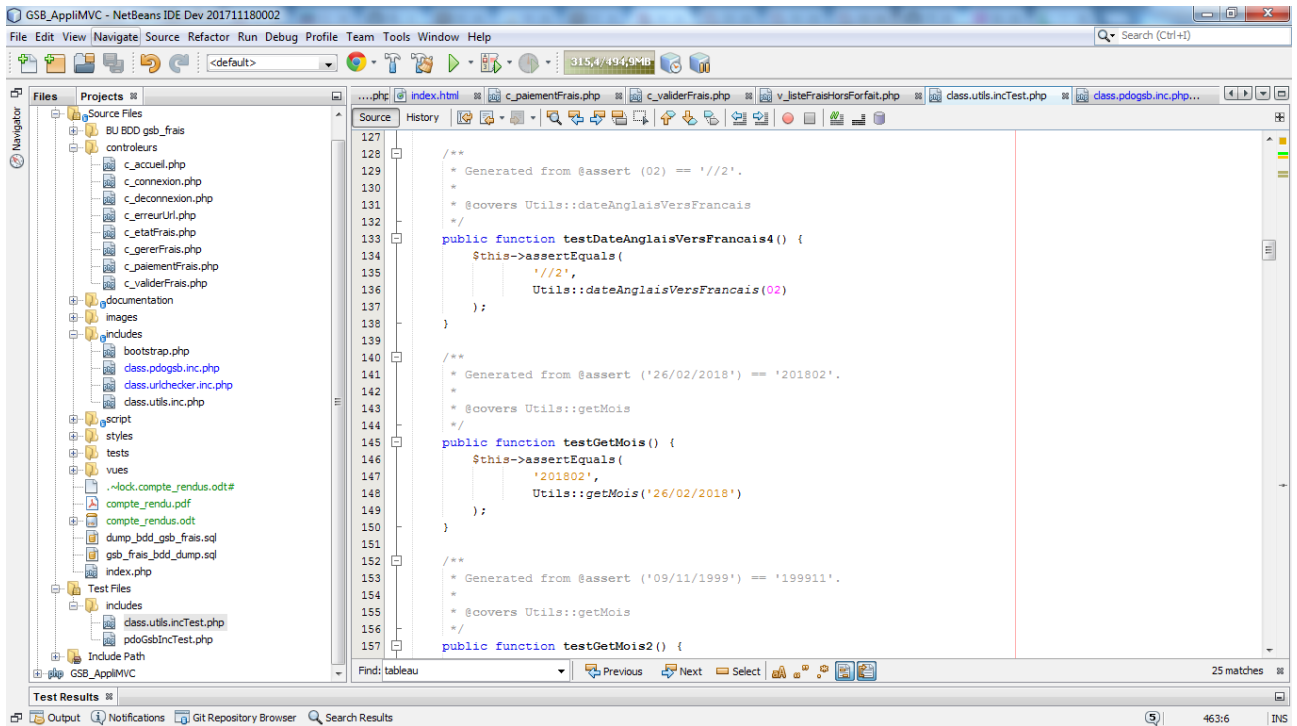 GSB_AppliMVC - NetBeans IDE Dev 201711180002
File Edit View Navigate Source Refactor Run Debug Profile Team Tools Window Help
Search (Ctrl+I)
<default>
315,4/494,9MB
Files Projects
....php index.html c_paiementFrais.php c_validerFrais.php v_listeFraisHorsForfait.php class.utils.incTest.php class.pdogsb.inc.php...
Navigator
Source History
Source Files
BU BDD gsb_frais
controleurs
c_accueil.php
c_connexion.php
c_deconnexion.php
c_erreurUrl.php
c_etatFrais.php
c_gererFrais.php
c_paiementFrais.php
c_validerFrais.php
documentation
images
includes
bootstrap.php
class.pdogsb.inc.php
class.urlchecker.inc.php
class.utils.inc.php
script
styles
tests
vues
.~lock.compte_rendus.odt#
compte_rendu.pdf
compte_rendus.odt
dump_bdd_gsb_frais.sql
gsb_frais_bdd_dump.sql
index.php
Test Files
includes
class.utils.incTest.php
pdoGsbIncTest.php
Include Path
GSB_AppliMVC
127
128 /**
129 * Generated from @assert (02) == '//2'.
130 *
131 * @covers Utils::dateAnglaisVersFrancais
132 */
133 public function testDateAnglaisVersFrancais4() {
134 $this->assertEquals(
135 '//2',
136 Utils::dateAnglaisVersFrancais(02)
137 );
138 }
139
140 /**
141 * Generated from @assert ('26/02/2018') == '201802'.
142 *
143 * @covers Utils::getMois
144 */
145 public function testGetMois() {
146 $this->assertEquals(
147 '201802',
148 Utils::getMois('26/02/2018')
149 );
150 }
151
152 /**
153 * Generated from @assert ('09/11/1999') == '199911'.
154 *
155 * @covers Utils::getMois
156 */
157 public function testGetMois2() {
Find: tableau Previous Next Select 25 matches
Test Results
Output Notifications Git Repository Browser Search Results 5 463:6 INS